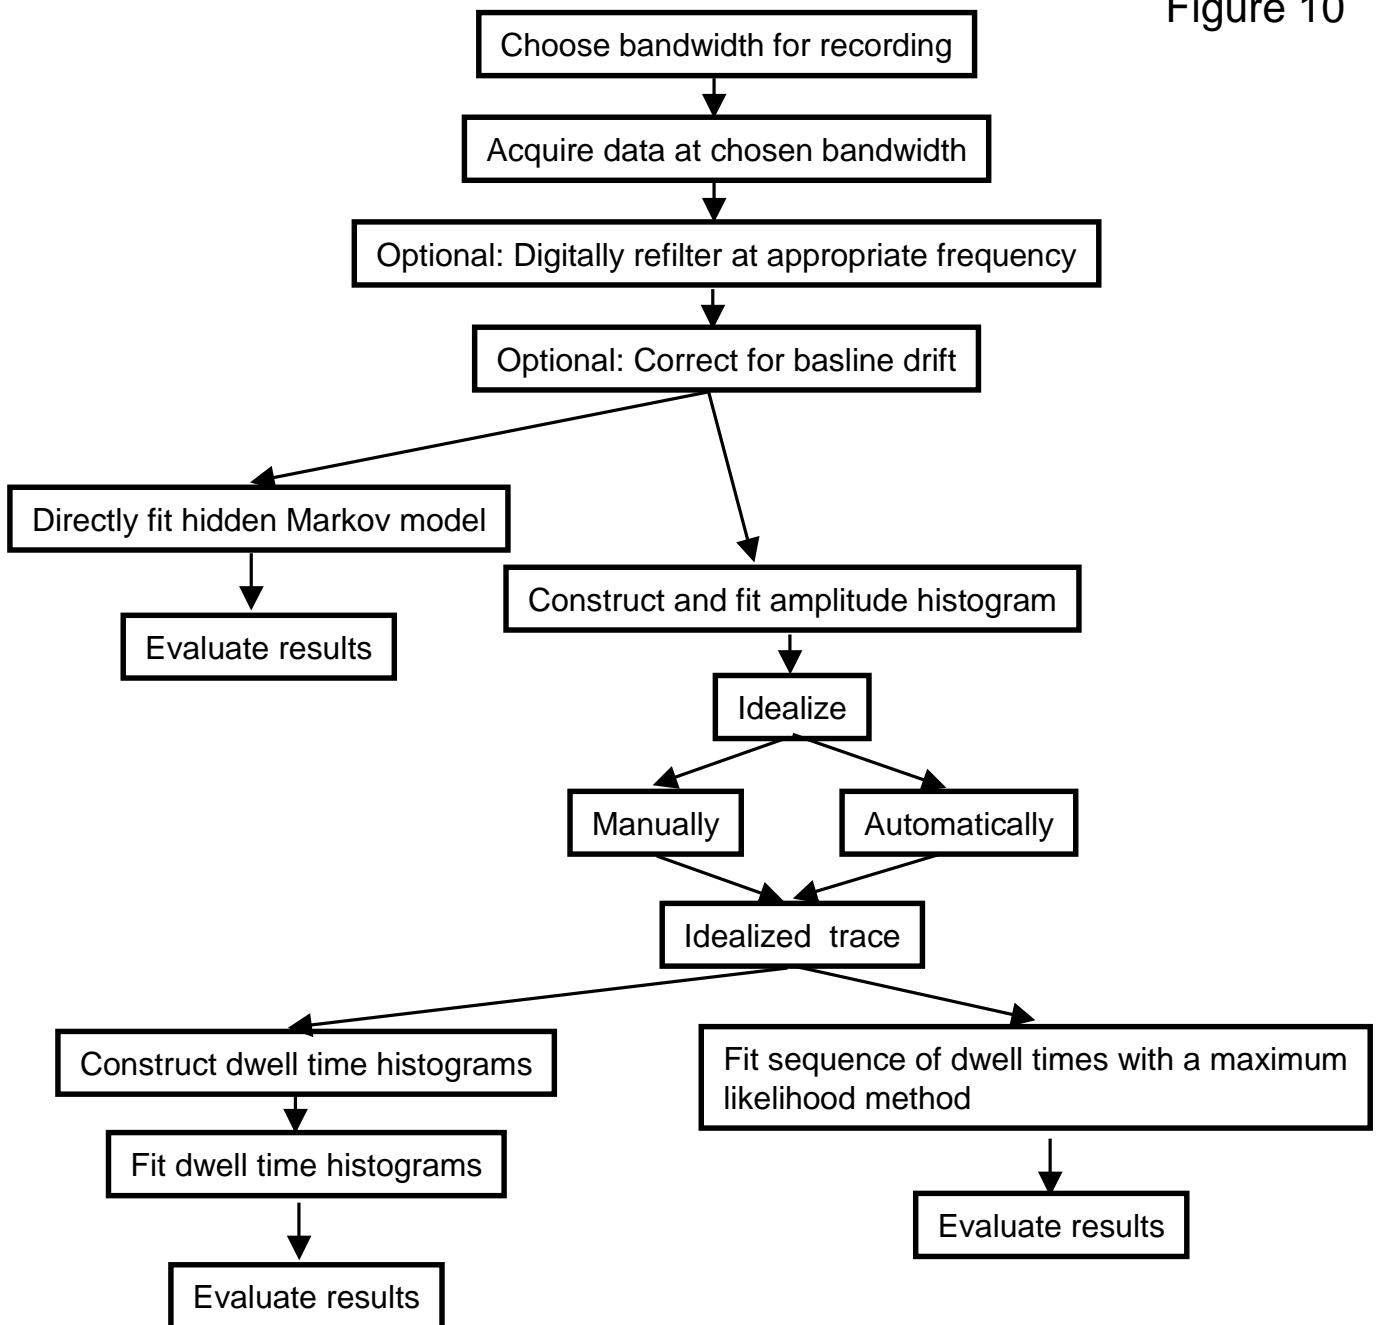 Figure 10
Choose bandwidth for recording
Acquire data at chosen bandwidth
Optional: Digitally refilter at appropriate frequency
Optional: Correct for basline drift
Directly fit hidden Markov model
Evaluate results
Construct and fit amplitude histogram
Idealize
Manually
Automatically
Idealized trace
Construct dwell time histograms
Fit dwell time histograms
Evaluate results
Fit sequence of dwell times with a maximum
likelihood method
Evaluate results